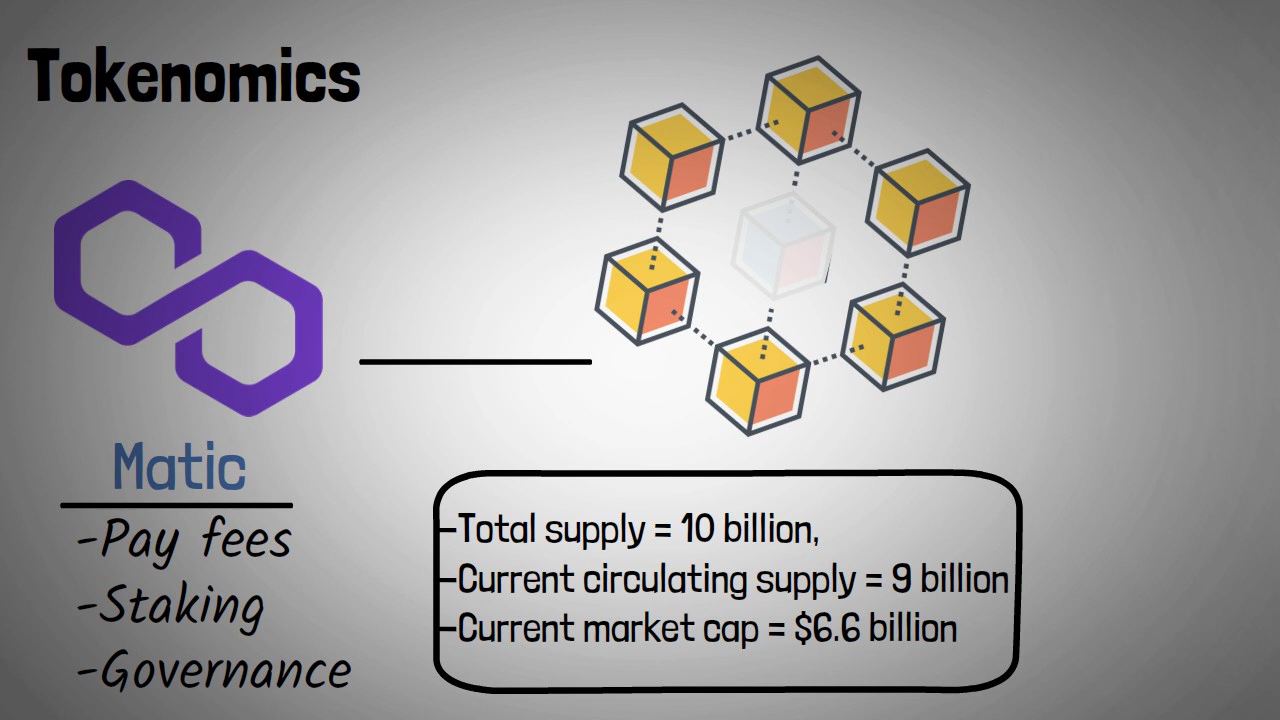 Tokenomics
Matic
-Pay fees
-Staking
-Governance
-Total supply = 10 billion,
-Current circulating supply = 9 billion
-Current market cap = $6.6 billion